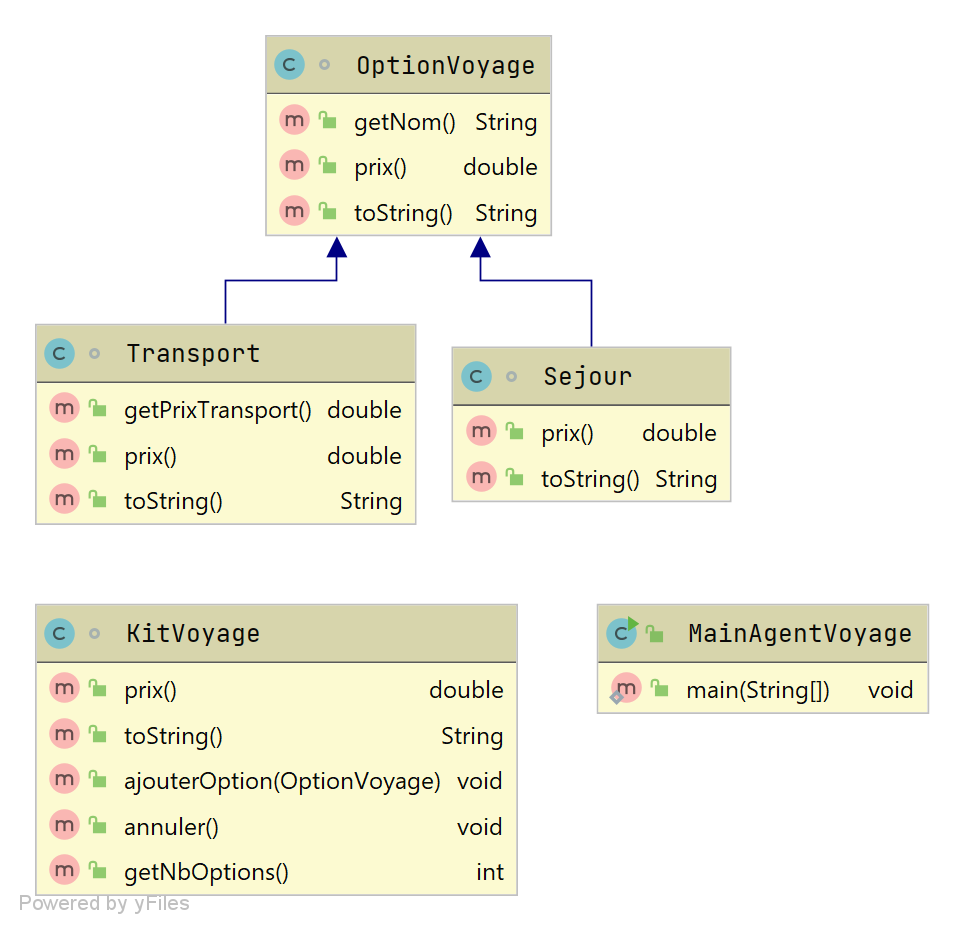 OptionVoyage
getNom() String
prix() double
toString() String
Transport
getPrixTransport() double
prix() double
toString() String
Sejour
prix() double
toString() String
KitVoyage
prix() double
toString() String
ajouterOption(OptionVoyage) void
annuler() void
getNbOptions() int
MainAgentVoyage
main(String[]) void
Powered by yFiles